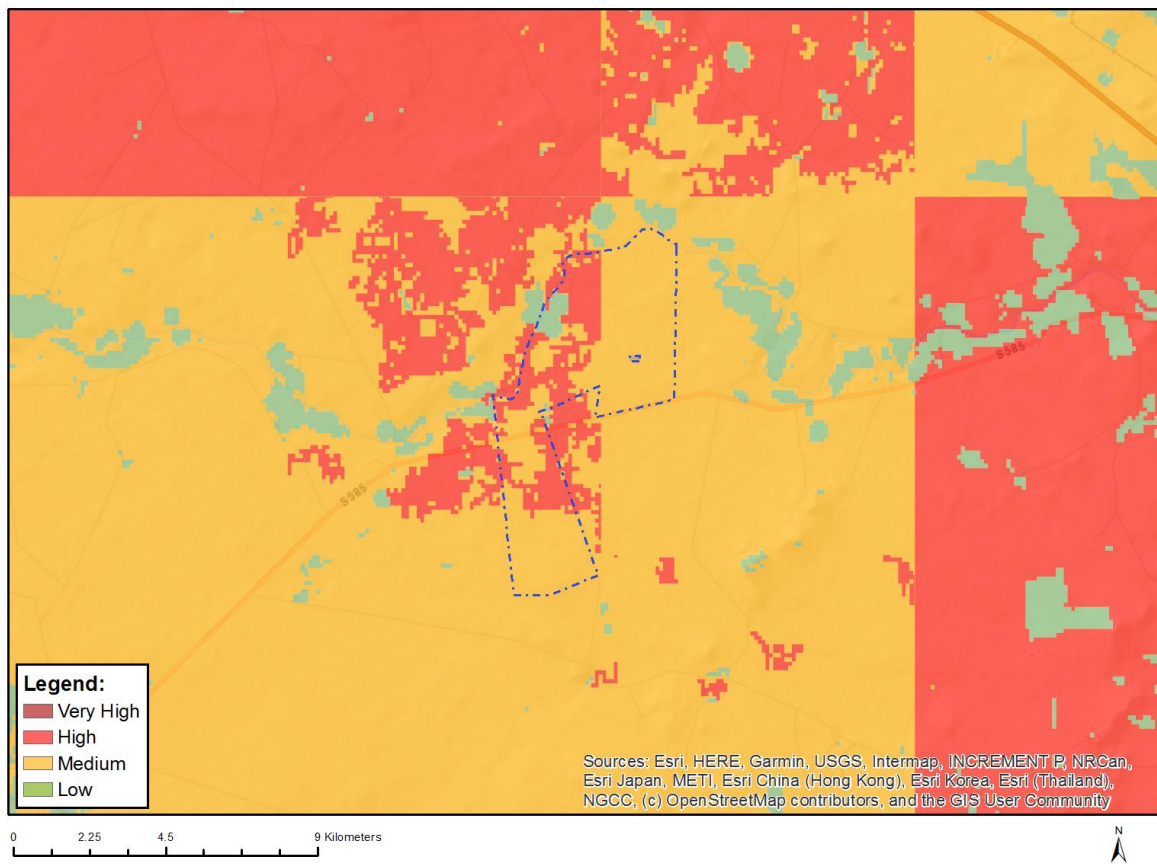 S585
S585
Legend:
Very High
High
Medium
Low
Sources: Esri, HERE, Garmin, USGS, Intermap, INCREMENT P, NRCan,
Esri Japan, METI, Esri China (Hong Kong), Esri Korea, Esri (Thailand),
NGCC, (c) OpenStreetMap contributors, and the GIS User Community
0 2.25 4.5 9 Kilometers
N